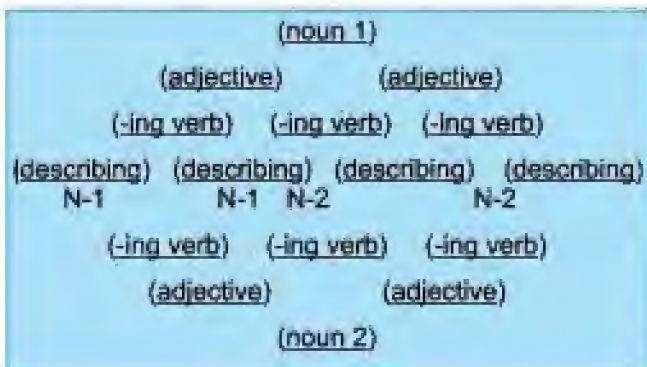 (noun 1)
(adjective) (adjective)
(-ing verb) (-ing verb) (-ing verb)
(describing) (describing) (describing) (describing)
N-1 N-1 N-2 N-2
(-ing verb) (-ing verb) (-ing verb)
(adjective) (adjective)
(noun 2)